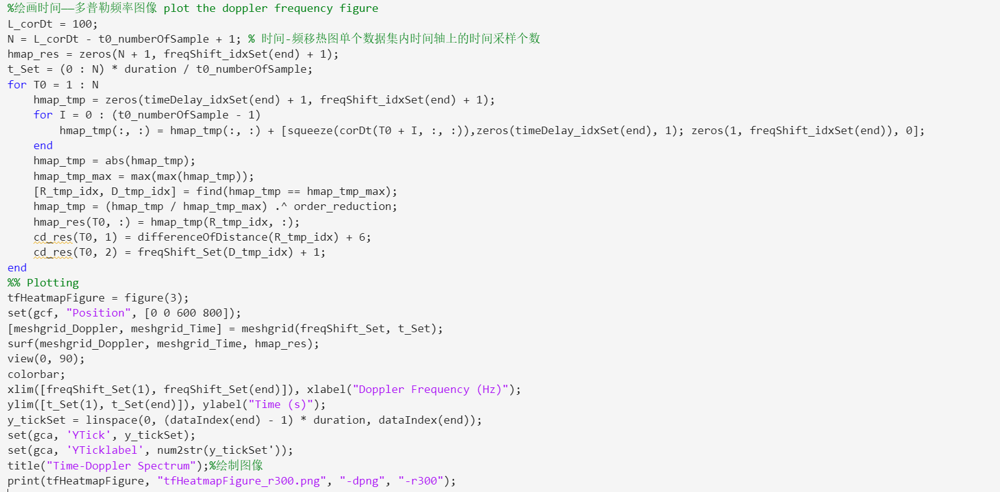 %绘画时间——多普勒频率图像 plot the doppler frequency figure
L_corDt = 100;
N = L_corDt - t0_numberOfSample + 1; % 时间-频移热图单个数据集内时间轴上的时间采样个数
hmap_res = zeros(N + 1, freqShift_idxSet(end) + 1);
t_Set = (0 : N) * duration / t0_numberOfSample;
for T0 = 1 : N
    hmap_tmp = zeros(timeDelay_idxSet(end) + 1, freqShift_idxSet(end) + 1);
    for I = 0 : (t0_numberOfSample - 1)
        hmap_tmp(:, :) = hmap_tmp(:, :) + [squeeze(corDt(T0 + I, :, :)),zeros(timeDelay_idxSet(end), 1); zeros(1, freqShift_idxSet(end)), 0];
    end
    hmap_tmp = abs(hmap_tmp);
    hmap_tmp_max = max(max(hmap_tmp));
    [R_tmp_idx, D_tmp_idx] = find(hmap_tmp == hmap_tmp_max);
    hmap_tmp = (hmap_tmp / hmap_tmp_max) .^ order_reduction;
    hmap_res(T0, :) = hmap_tmp(R_tmp_idx, :);
    cd_res(T0, 1) = differenceOfDistance(R_tmp_idx) + 6;
    cd_res(T0, 2) = freqShift_Set(D_tmp_idx) + 1;
end
%% Plotting
tfHeatmapFigure = figure(3);
set(gcf, "Position", [0 0 600 800]);
[meshgrid_Doppler, meshgrid_Time] = meshgrid(freqShift_Set, t_Set);
surf(meshgrid_Doppler, meshgrid_Time, hmap_res);
view(0, 90);
colorbar;
xlim([freqShift_Set(1), freqShift_Set(end)]), xlabel("Doppler Frequency (Hz)");
ylim([t_Set(1), t_Set(end)]), ylabel("Time (s)");
y_tickSet = linspace(0, (dataIndex(end) - 1) * duration, dataIndex(end));
set(gca, 'YTick', y_tickSet);
set(gca, 'YTicklabel', num2str(y_tickSet'));
title("Time-Doppler Spectrum");%绘制图像
print(tfHeatmapFigure, "tfHeatmapFigure_r300.png", "-dpng", "-r300");